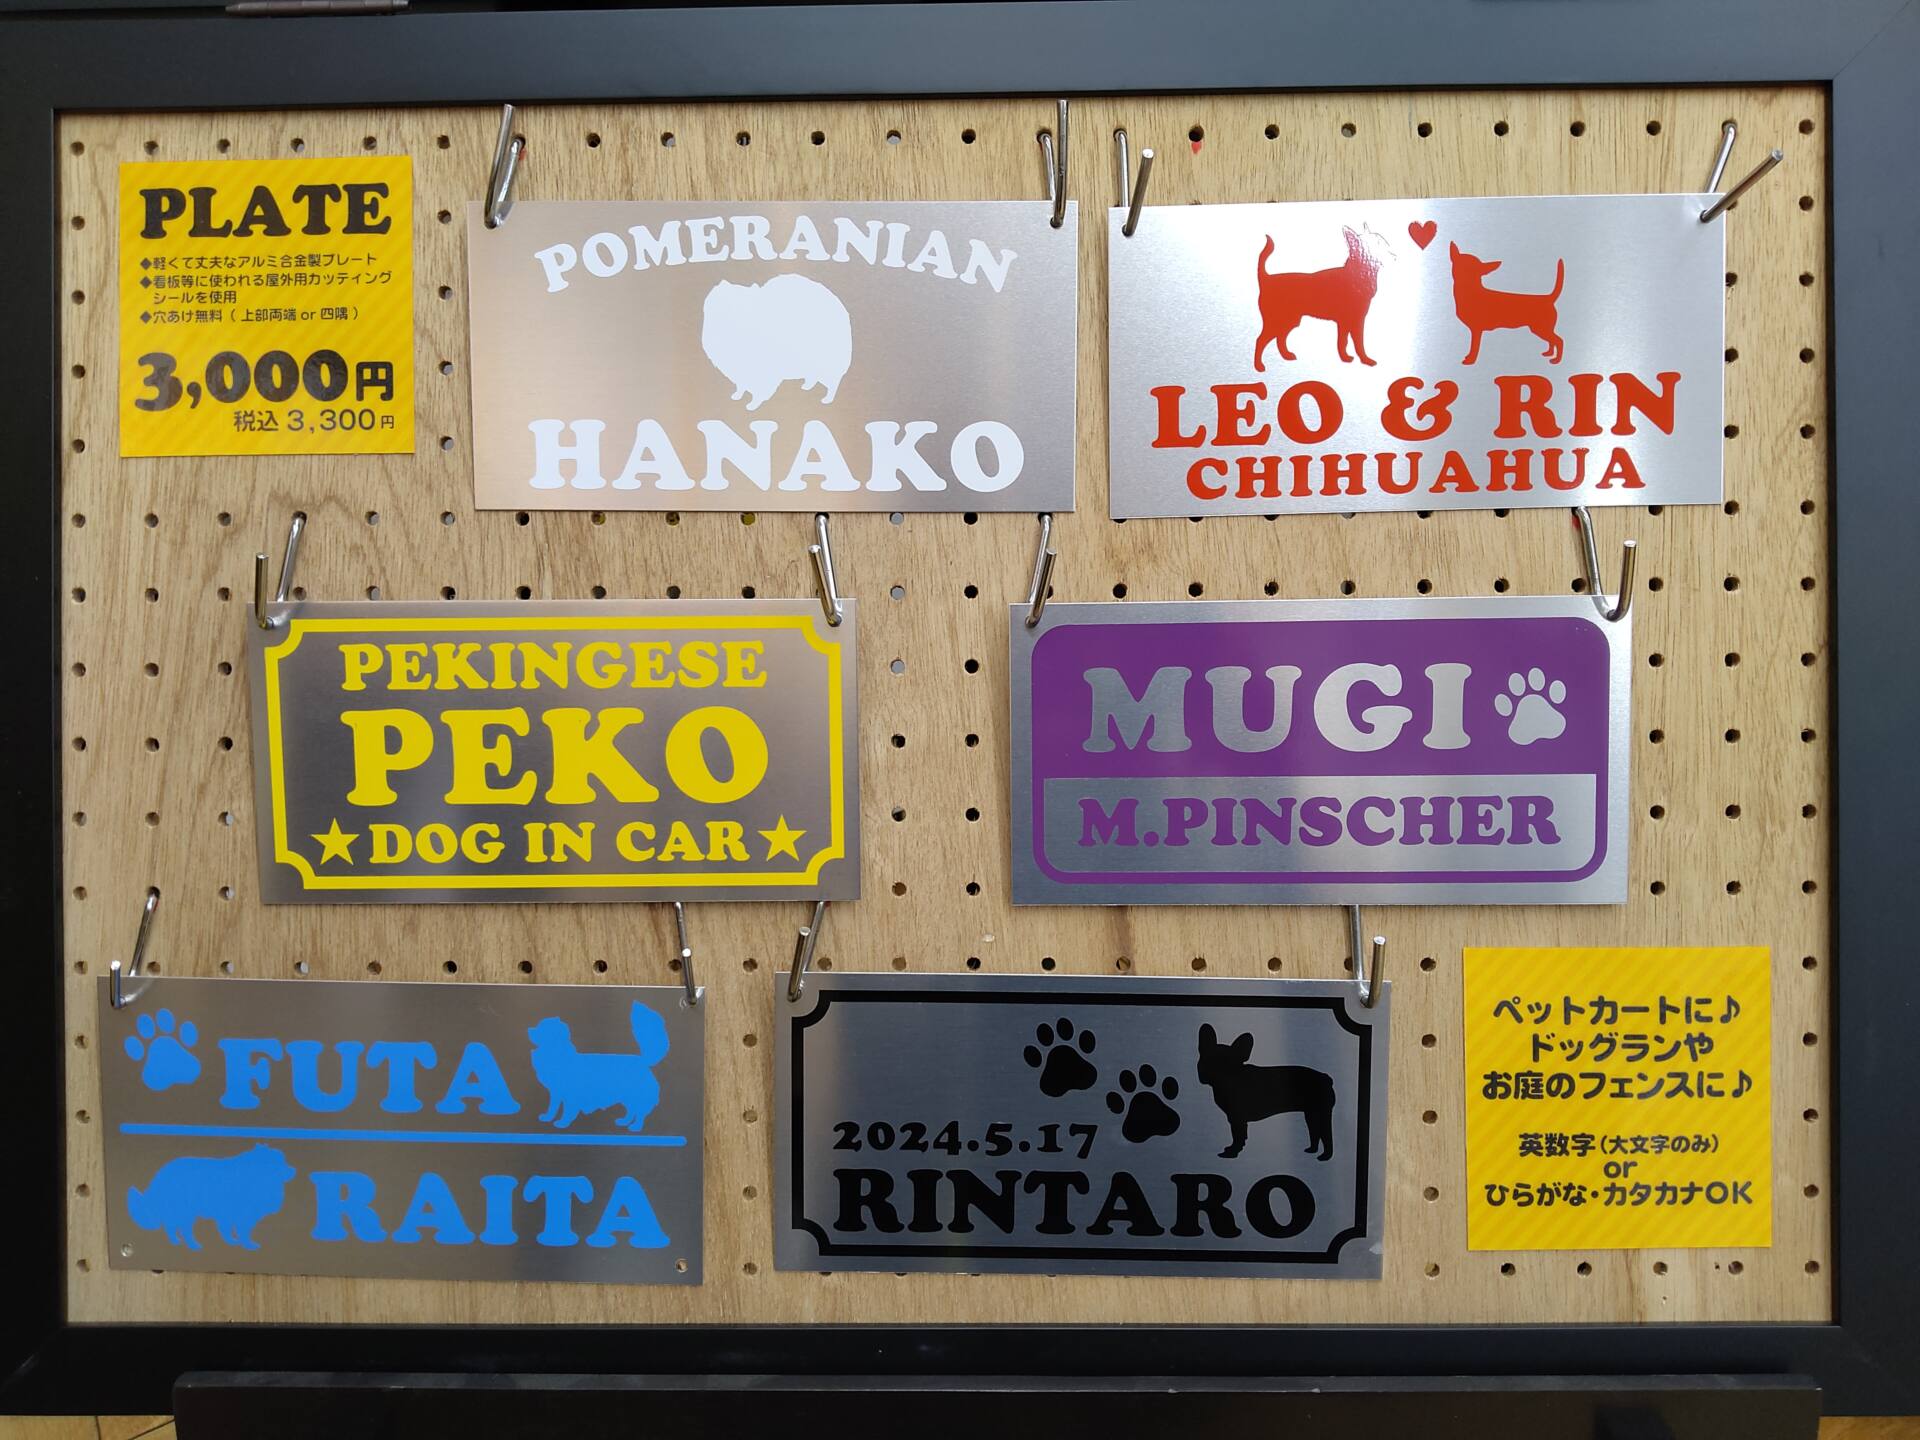 PLATE
◆軽くて丈夫なアルミ合金製プレート
◆看板等に使われる屋外用カッティング
シールを使用
◆穴あけ無料（上部両端 or 四隅）
3,000円
税込 3,300円
POMERANIAN
HANAKO
LEO & RIN
CHIHUAHUA
PEKINGESE
PEKO
★DOG IN CAR★
MUGI
M.PINSCHER
FUTA
RAITA
2024.5.17
RINTARO
ペットカートに♪
ドッグランや
お庭のフェンスに♪
英数字（大文字のみ）
or
ひらがな・カタカナOK